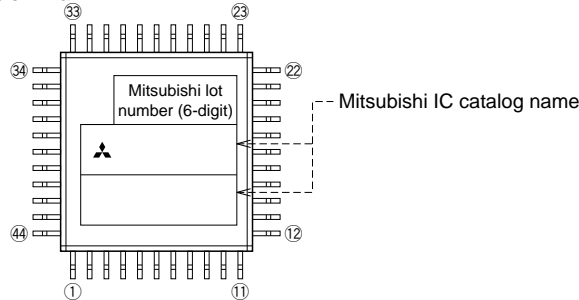 ㉝ ㉓
㉞ ㉒
Mitsubishi lot
number (6-digit)
Mitsubishi IC catalog name
㊹ ⑫
① ⑪